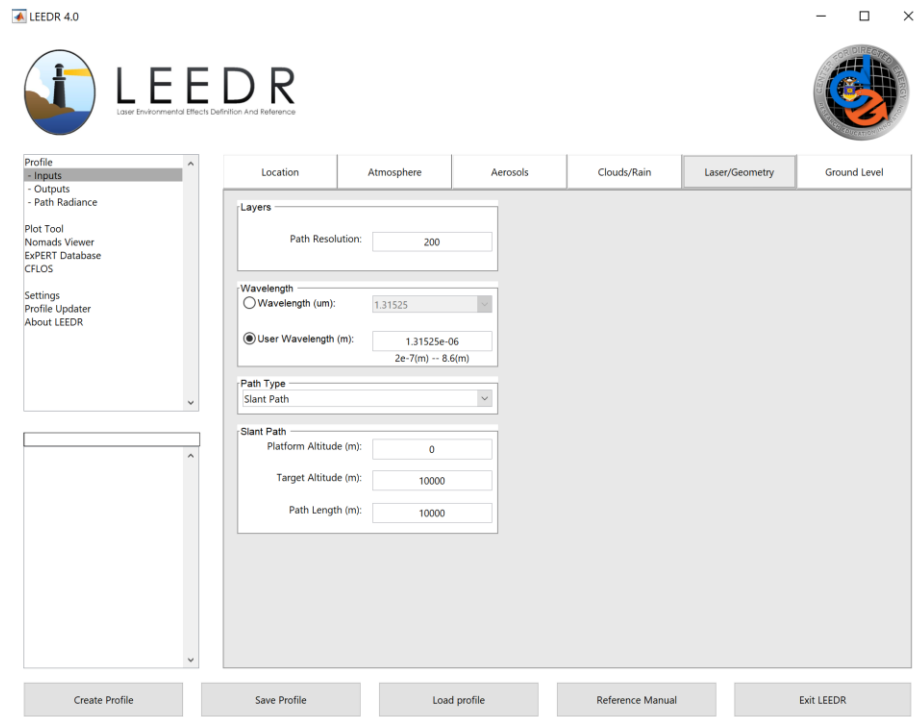 LEEDR 4.0
LEEDR
Laser Environmental Effects Definition And Reference
Profile
- Inputs
- Outputs
- Path Radiance
Plot Tool
Nomads Viewer
ExPERT Database
CFLOS
Settings
Profile Updater
About LEEDR
Location
Atmosphere
Aerosols
Clouds/Rain
Laser/Geometry
Ground Level
Layers
Path Resolution: 200
Wavelength
Wavelength (um): 1.31525
User Wavelength (m): 1.31525e-06
2e-7(m) -- 8.6(m)
Path Type
Slant Path
Slant Path
Platform Altitude (m): 0
Target Altitude (m): 10000
Path Length (m): 10000
Create Profile
Save Profile
Load profile
Reference Manual
Exit LEEDR